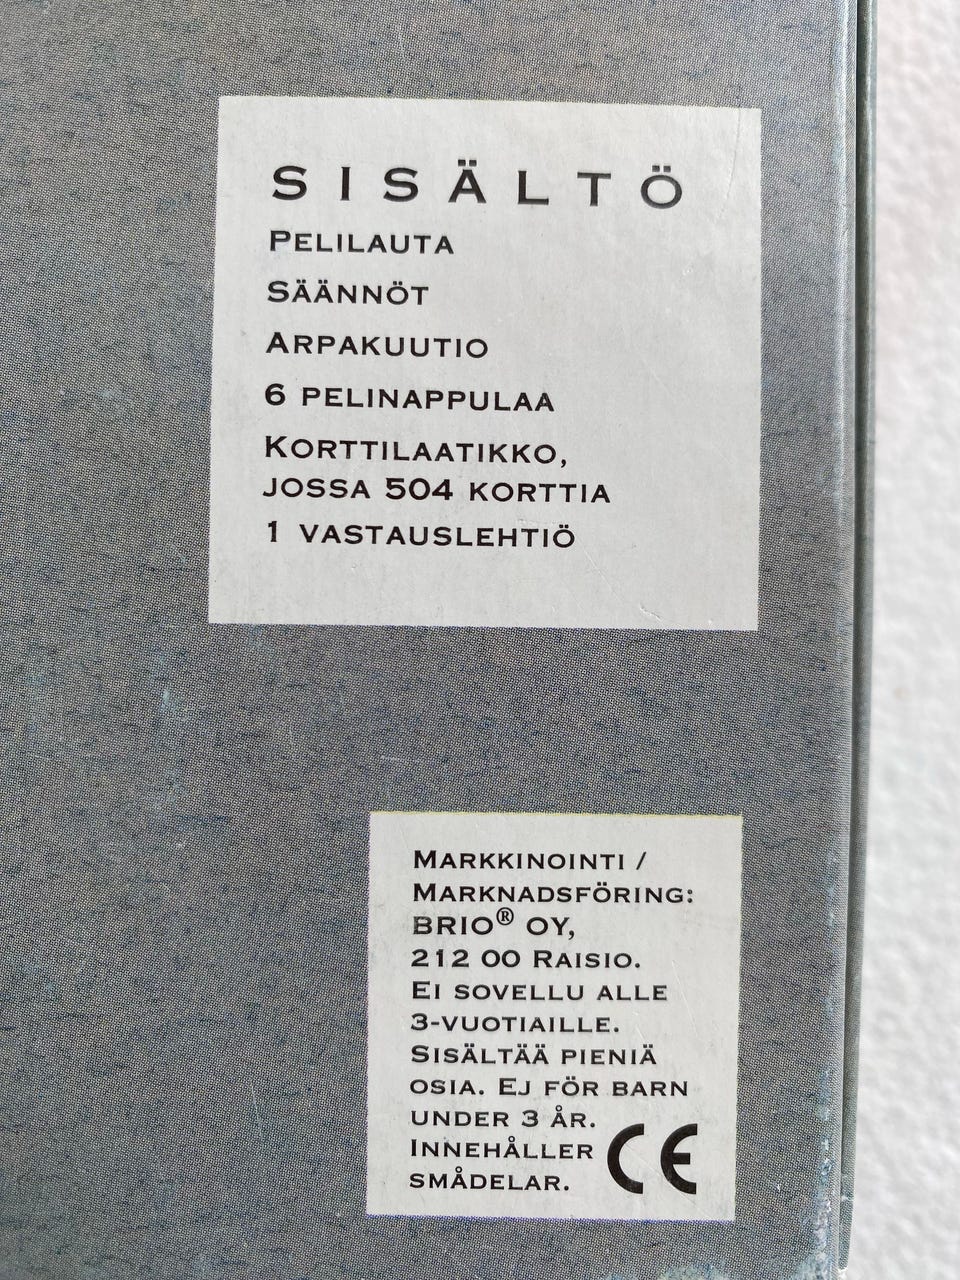 SISÄLTÖ
PELILAUTA
SÄÄNNÖT
ARPAKUUTIO
6 PELINAPPULAA
KORTTILAATIKKO,
JOSSA 504 KORTTIA
1 VASTAUSLEHTIÖ
MARKKINOINTI /
MARKNADSFÖRING:
BRIO® OY,
212 00 RAISIO.
EI SOVELLU ALLE
3-VUOTIAILLE.
SISÄLTÄÄ PIENIÄ
OSIA. EJ FÖR BARN
UNDER 3 ÅR.
INNEHÅLLER
SMÅDELAR.
CE